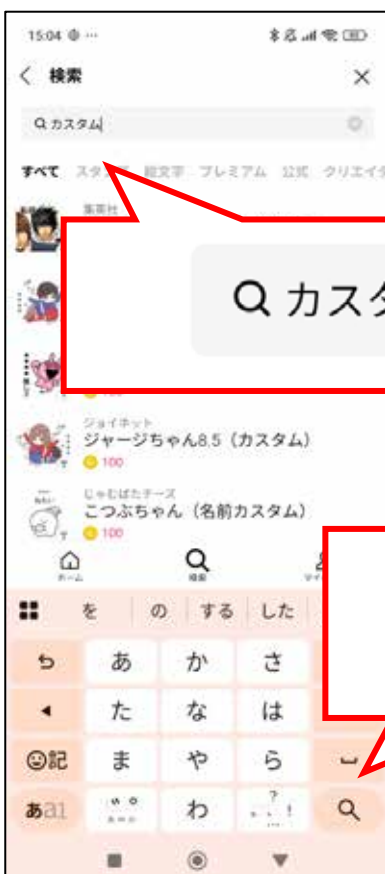 15:04
検索
カスタム
すべて スタンプ 絵文字 プレミアム 公式 クリエイタ
集英社
カスタ
ジョイネット
ジャージちゃん8.5（カスタム）
100
じゃむばたチーズ
こつぶちゃん（名前カスタム）
100
ホーム 検索
を の する した
あ か さ
た な は
記 ま や ら
あa1 わ 、。?!